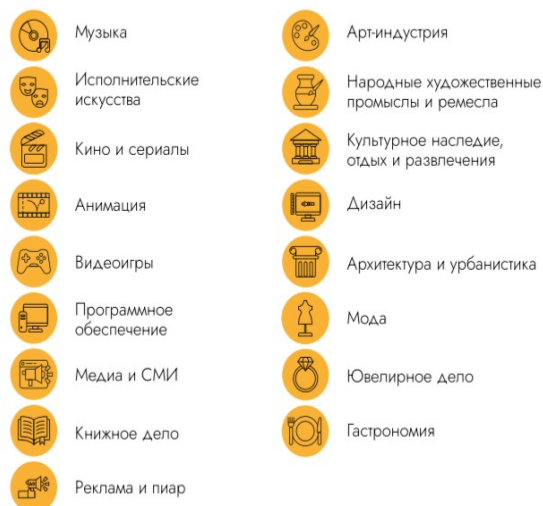 Музыка
Исполнительские
искусства
Кино и сериалы
Анимация
Видеоигры
Программное
обеспечение
Медиа и СМИ
Книжное дело
Реклама и пиар
Арт-индустрия
Народные художественные
промыслы и ремесла
Культурное наследие,
отдых и развлечения
Дизайн
Архитектура и урбанистика
Мода
Ювелирное дело
Гастрономия